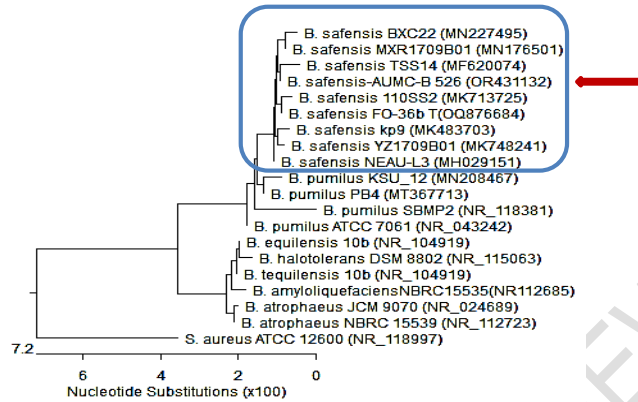 B. safensis BXC22 (MN227495)
B. safensis MXR1709B01 (MN176501)
B. safensis TSS14 (MF620074)
B. safensis-AUMC-B 526 (OR431132)
B. safensis 110SS2 (MK713725)
B. safensis FO-36b T(OQ876684)
B. safensis kp9 (MK483703)
B. safensis YZ1709B01 (MK748241)
B. safensis NEAU-L3 (MH029151)
B. pumilus KSU_12 (MN208467)
B. pumilus PB4 (MT367713)
B. pumilus SBMP2 (NR_118381)
B. pumilus ATCC 7061 (NR_043242)
B. equilensis 10b (NR_104919)
B. halotolerans DSM 8802 (NR_115063)
B. tequilensis 10b (NR_104919)
B. amyloliquefaciensNBRC15535(NR112685)
B. atrophaeus JCM 9070 (NR_024689)
B. atrophaeus NBRC 15539 (NR_112723)
S. aureus ATCC 12600 (NR_118997)
7.2
6 4 2 0
Nucleotide Substitutions (x100)